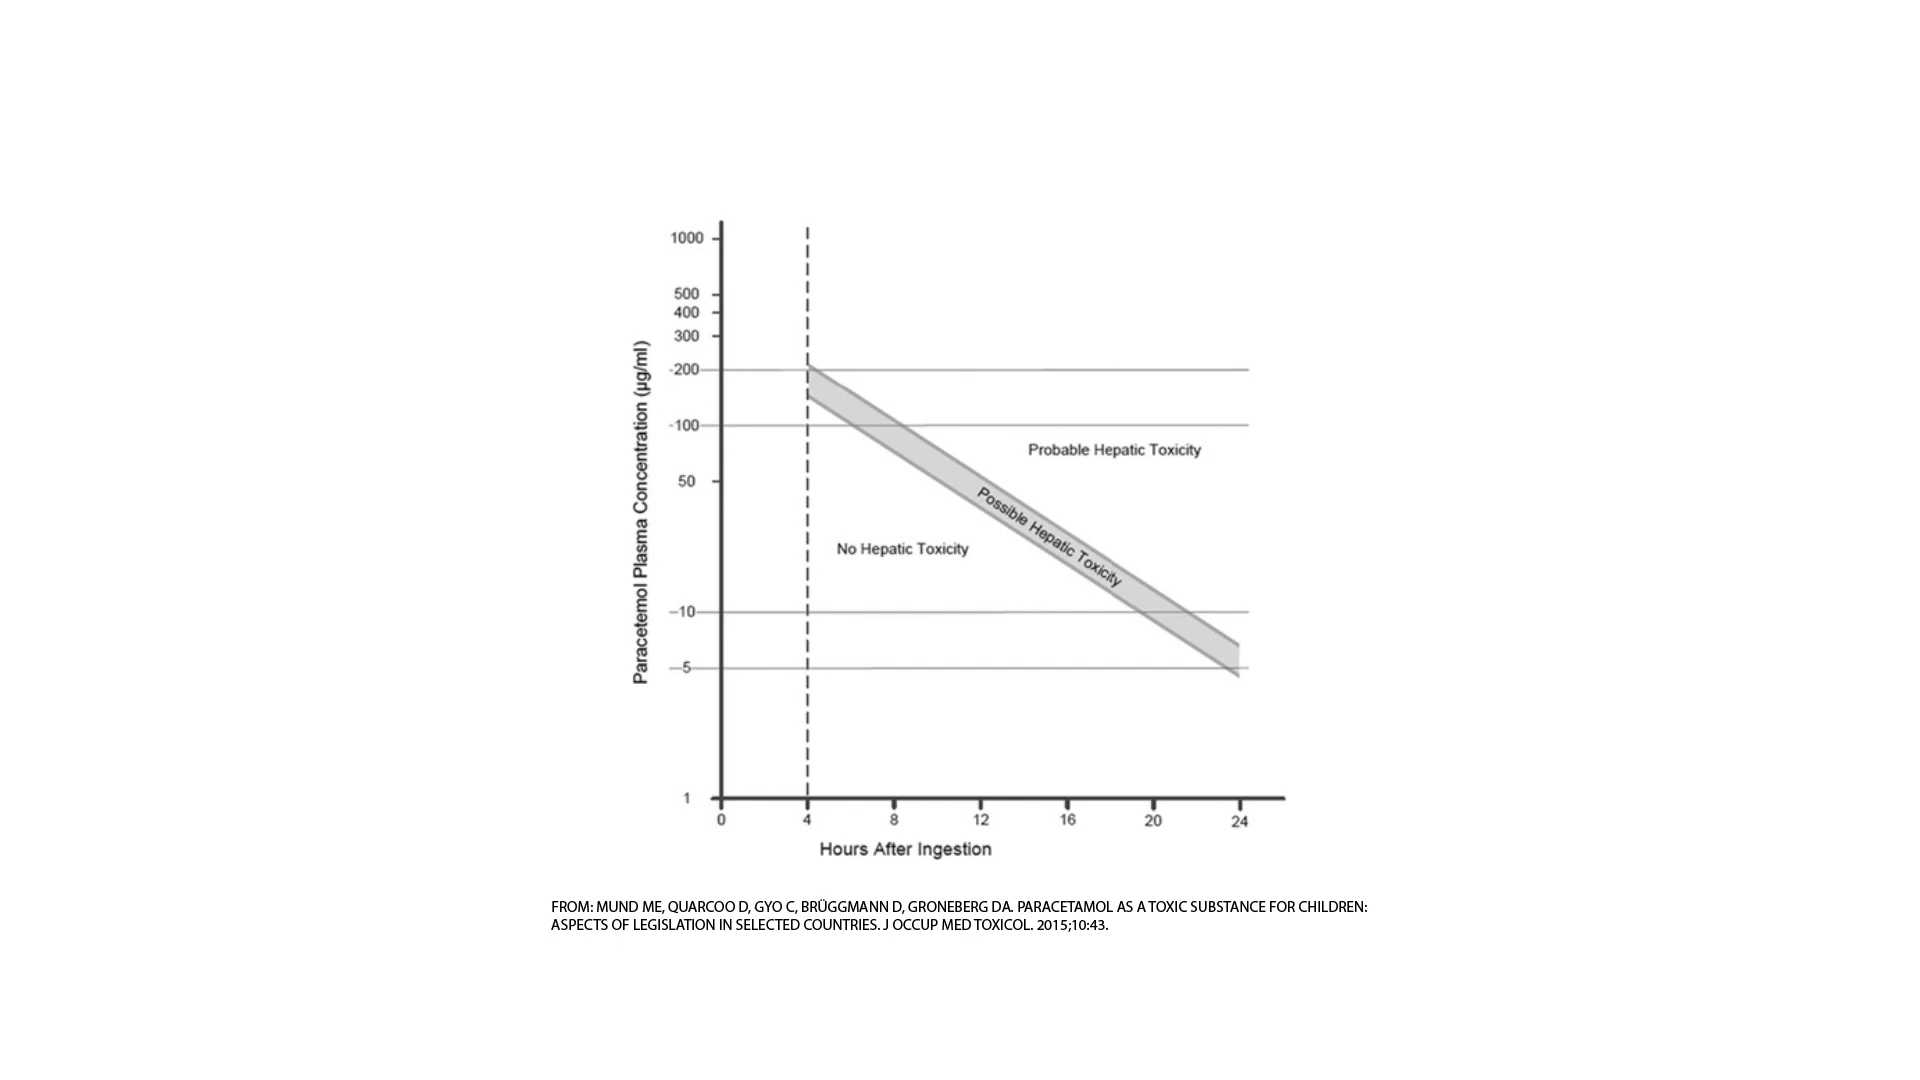 1000
500
400
300
-200
-100
50
-10
-5
1
0 4 8 12 16 20 24
Paracetemol Plasma Concentration (µg/ml)
Probable Hepatic Toxicity
Possible Hepatic Toxicity
No Hepatic Toxicity
Hours After Ingestion
FROM: MUND ME, QUARCOO D, GYO C, BRÜGGMANN D, GRONEBERG DA. PARACETAMOL AS A TOXIC SUBSTANCE FOR CHILDREN:
ASPECTS OF LEGISLATION IN SELECTED COUNTRIES. J OCCUP MED TOXICOL. 2015;10:43.